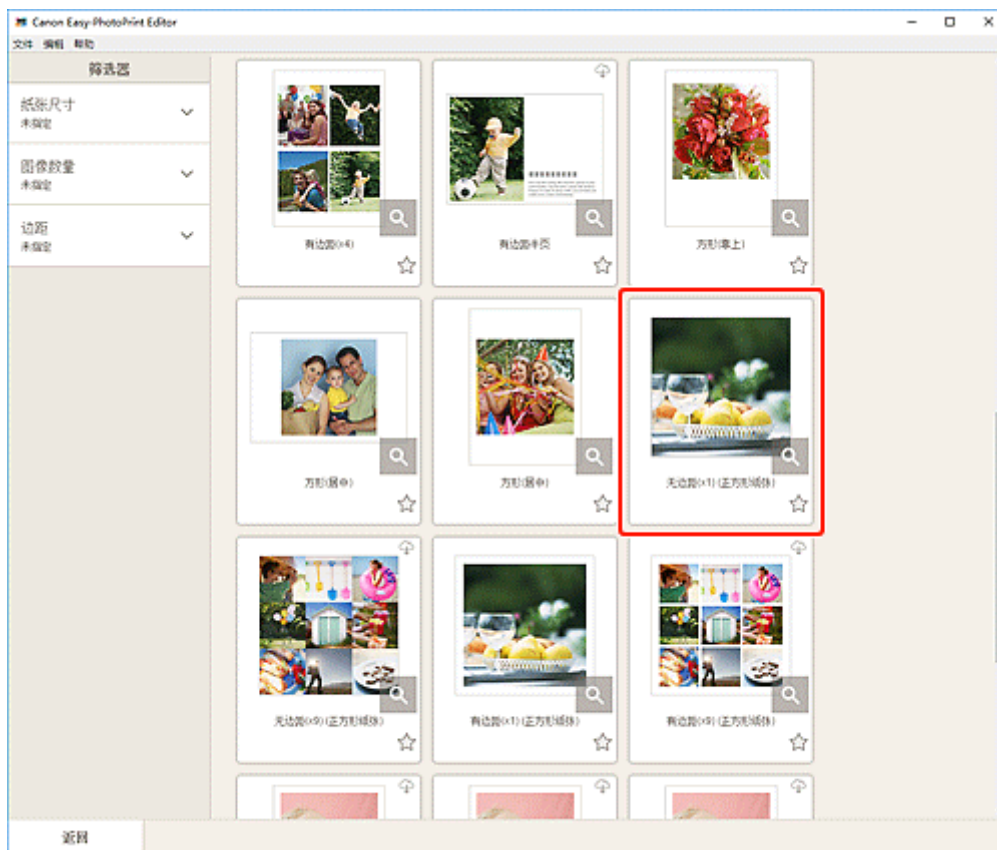 Canon Easy-PhotoPrint Editor
文件 编辑 帮助
筛选器
纸张尺寸
未指定
图像数量
未指定
边距
未指定
有边距(x4)
有边距半页
方形(靠上)
方形(居中)
方形(居中)
无边距(x1) (正方形纸张)
无边距(x9) (正方形纸张)
有边距(x1) (正方形纸张)
有边距(x9) (正方形纸张)
返回